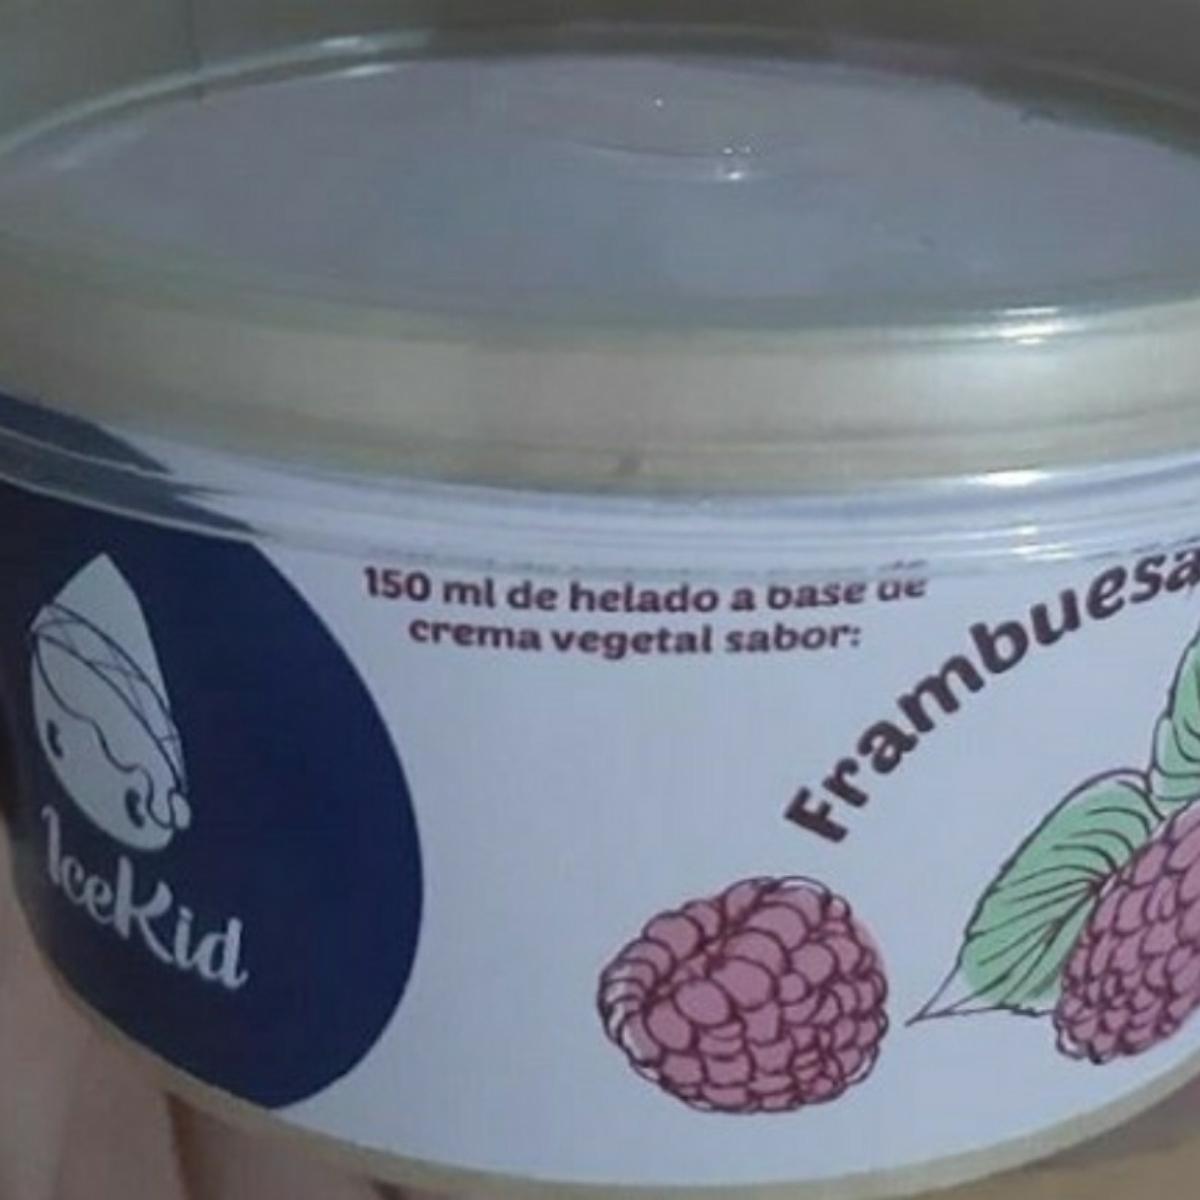 150 ml de helado a base de
crema vegetal sabor:
Frambuesa
IceKid